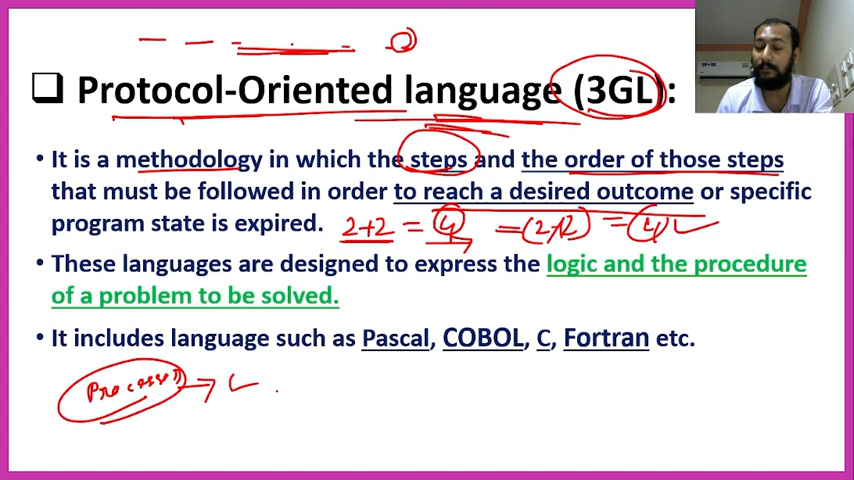 ❑ Protocol-Oriented language (3GL):
• It is a methodology in which the steps and the order of those steps
that must be followed in order to reach a desired outcome or specific
program state is expired. 2+2 = 4 = (2×2) = 4
• These languages are designed to express the logic and the procedure
of a problem to be solved.
• It includes language such as Pascal, COBOL, C, Fortran etc.